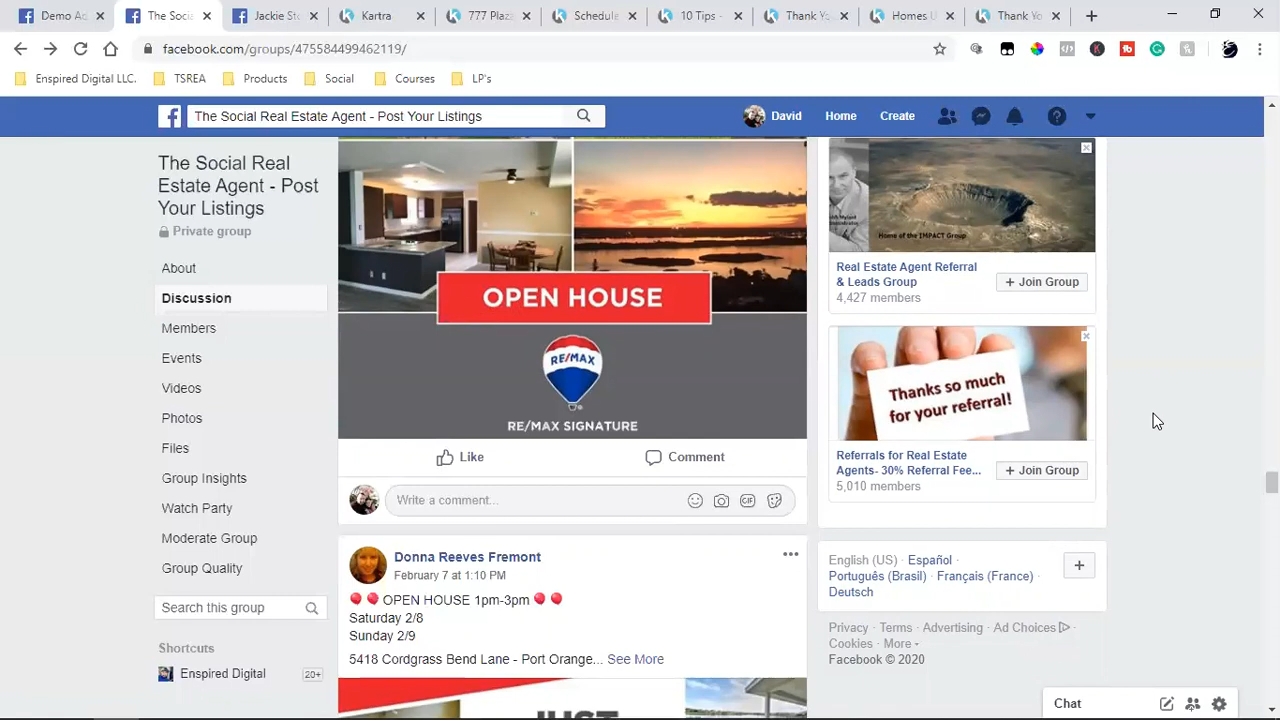 Demo Ac
The Soci
Jackie St
Kartra
777 Plaz
Schedule
10 Tips -
Thank Yo
Homes U
Thank Yo
facebook.com/groups/475584499462119/
Enspired Digital LLC.
TSREA
Products
Social
Courses
LP's
The Social Real Estate Agent - Post Your Listings
David
Home
Create
The Social Real
Estate Agent - Post
Your Listings
Private group
About
Discussion
Members
Events
Videos
Photos
Files
Group Insights
Watch Party
Moderate Group
Group Quality
Search this group
Shortcuts
Enspired Digital
20+
OPEN HOUSE
RE/MAX
RE/MAX SIGNATURE
Like
Comment
Write a comment...
GIF
Donna Reeves Fremont
February 7 at 1:10 PM
OPEN HOUSE 1pm-3pm
Saturday 2/8
Sunday 2/9
5418 Cordgrass Bend Lane - Port Orange... See More
Home of the IMPACT Group
Real Estate Agent Referral
& Leads Group
4,427 members
+ Join Group
Thanks so much
for your referral!
Referrals for Real Estate
Agents- 30% Referral Fee...
5,010 members
+ Join Group
English (US) · Español ·
Português (Brasil) · Français (France) ·
Deutsch
Privacy · Terms · Advertising · Ad Choices ·
Cookies · More
Facebook © 2020
Chat